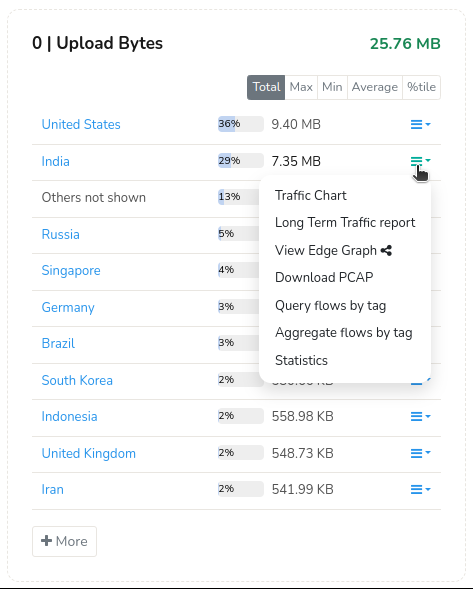 0 | Upload Bytes 25.76 MB
Total Max Min Average %tile
United States 36% 9.40 MB
India 29% 7.35 MB
Others not shown 13%
Traffic Chart
Long Term Traffic report
Russia 5%
View Edge Graph
Singapore 4%
Download PCAP
Germany 3%
Query flows by tag
Brazil 3%
Aggregate flows by tag
Statistics
South Korea 2%
Indonesia 2% 558.98 KB
United Kingdom 2% 548.73 KB
Iran 2% 541.99 KB
+ More